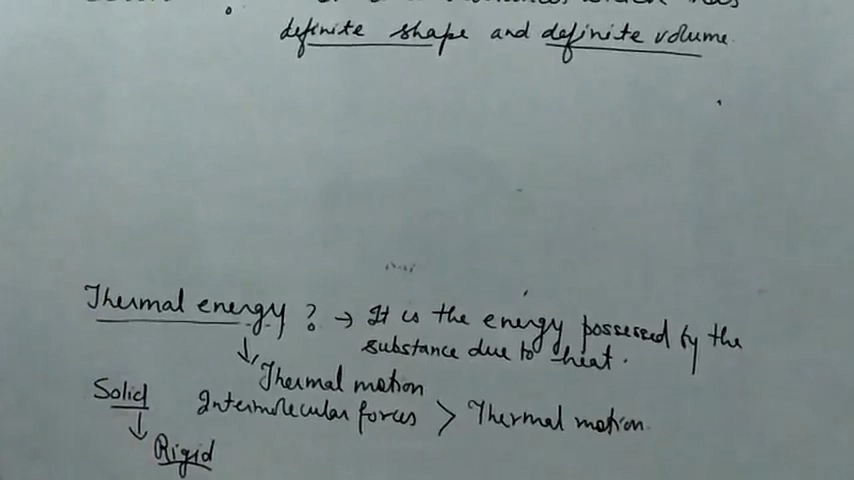 definite shape and definite volume
Thermal energy ? → It is the energy possessed by the
substance due to heat.
↓ Thermal motion
Solid Intermolecular forces > Thermal motion
↓ Rigid